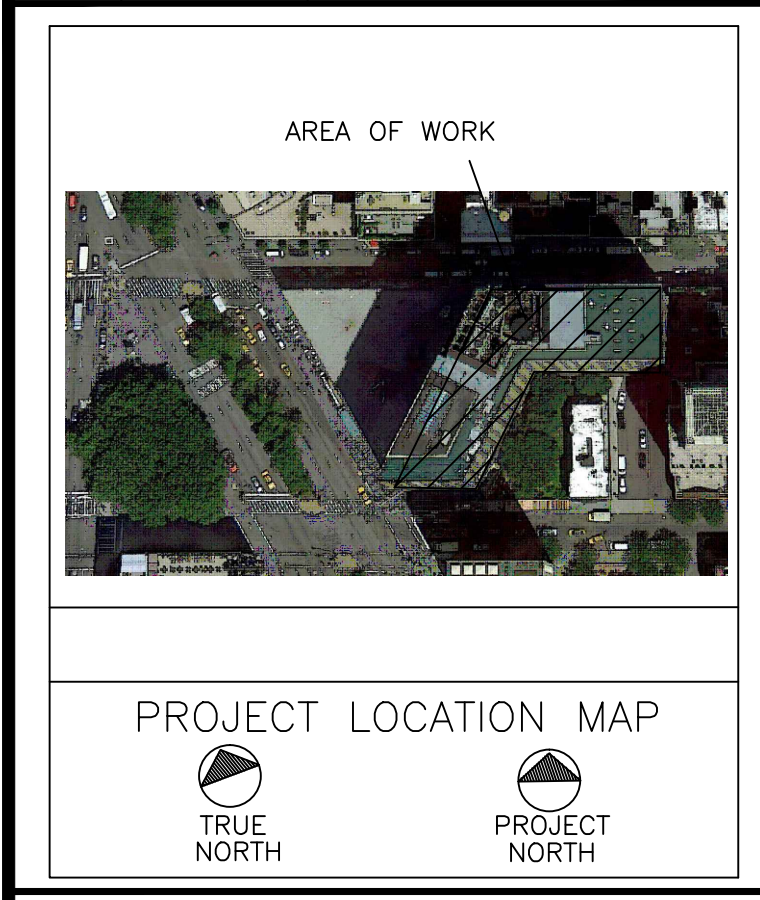 AREA OF WORK
PROJECT LOCATION MAP
TRUE
NORTH
PROJECT
NORTH